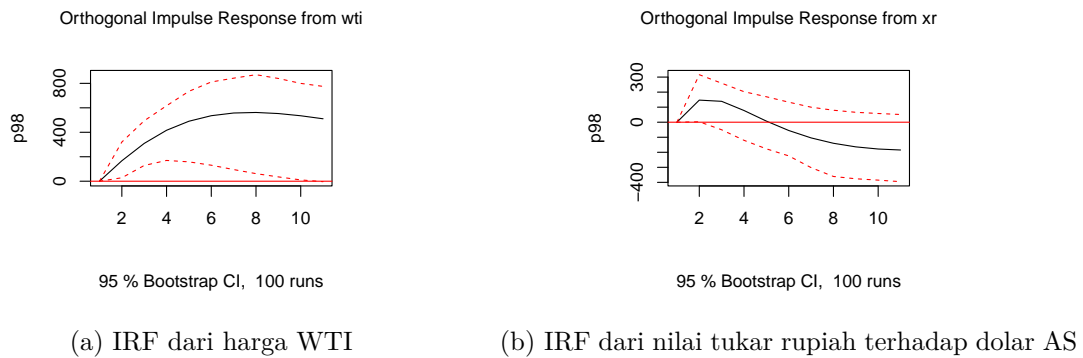 Orthogonal Impulse Response from wti
p98
800
400
0
2 4 6 8 10
95 % Bootstrap CI, 100 runs
(a) IRF dari harga WTI
Orthogonal Impulse Response from xr
p98
300
0
−400
2 4 6 8 10
95 % Bootstrap CI, 100 runs
(b) IRF dari nilai tukar rupiah terhadap dolar AS